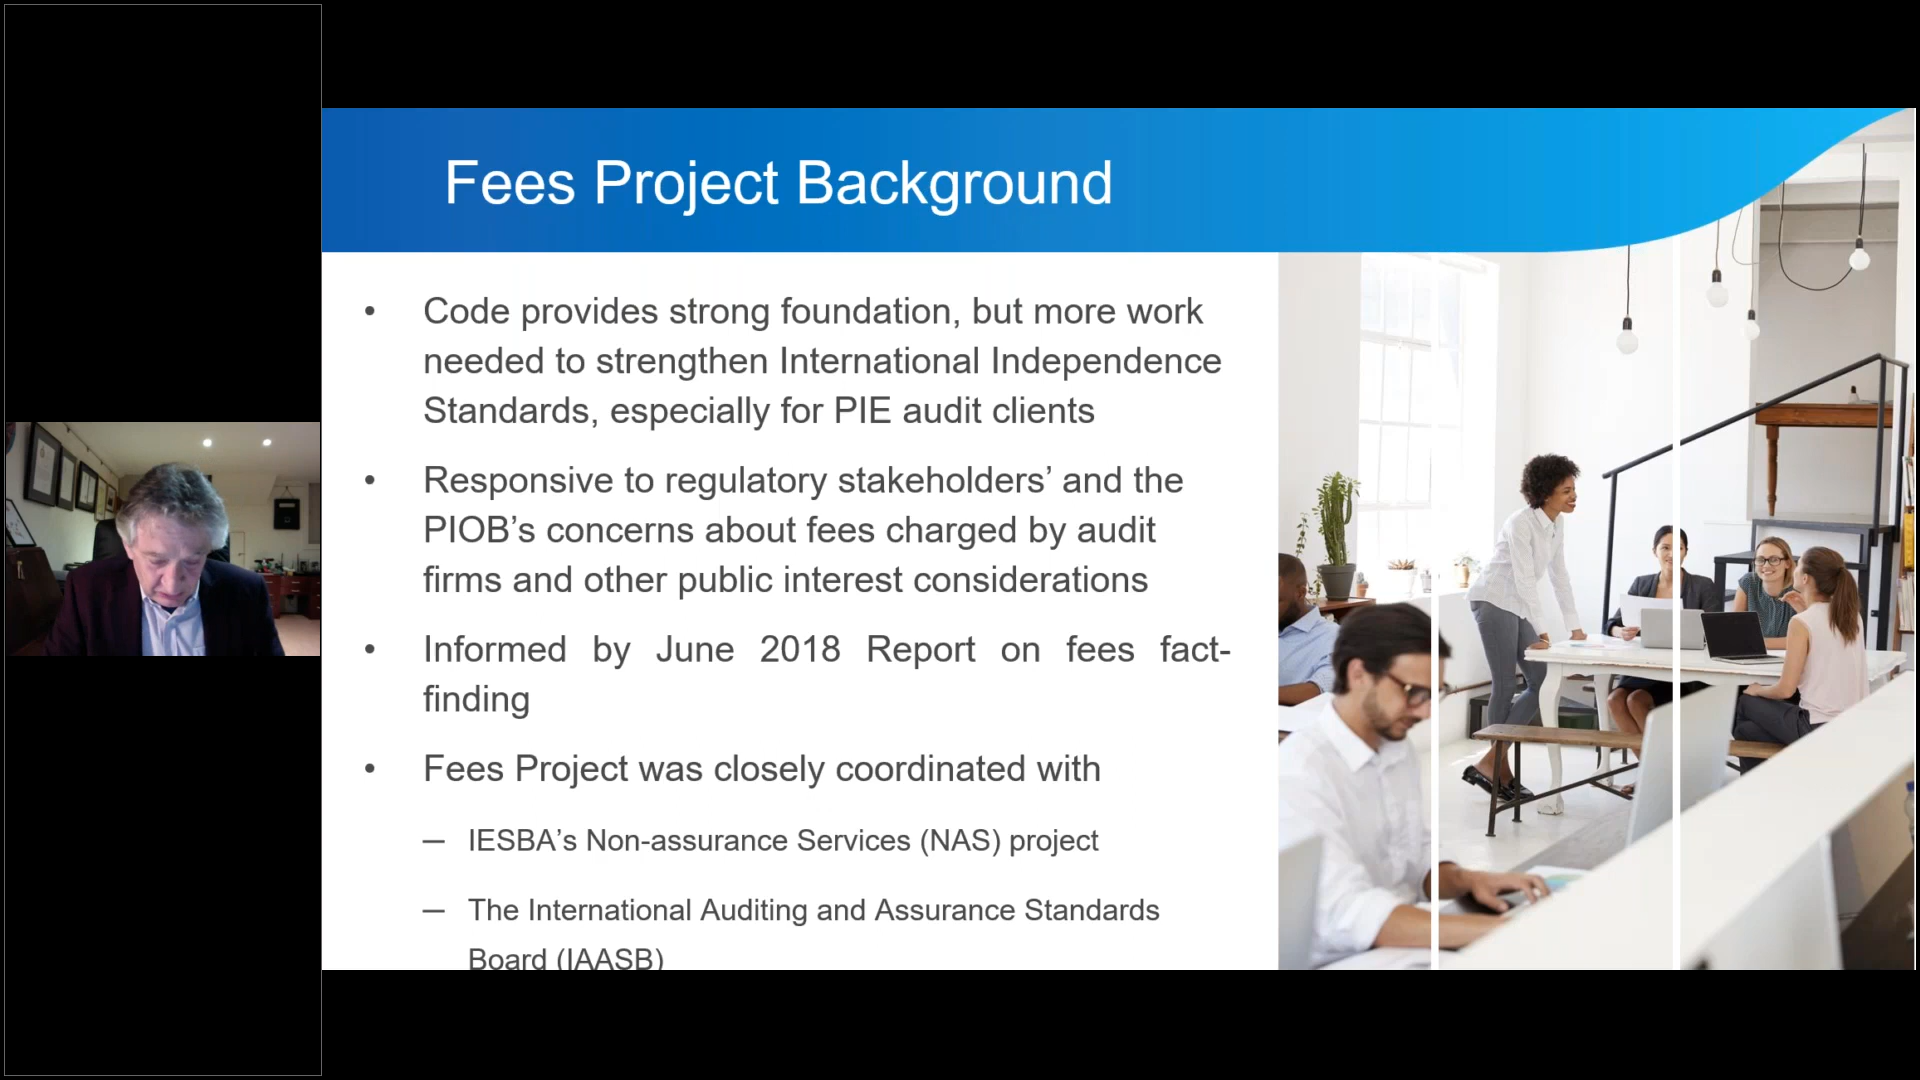 Fees Project Background
• Code provides strong foundation, but more work
needed to strengthen International Independence
Standards, especially for PIE audit clients
• Responsive to regulatory stakeholders’ and the
PIOB’s concerns about fees charged by audit
firms and other public interest considerations
• Informed by June 2018 Report on fees fact-
finding
• Fees Project was closely coordinated with
– IESBA’s Non-assurance Services (NAS) project
– The International Auditing and Assurance Standards
Board (IAASB)